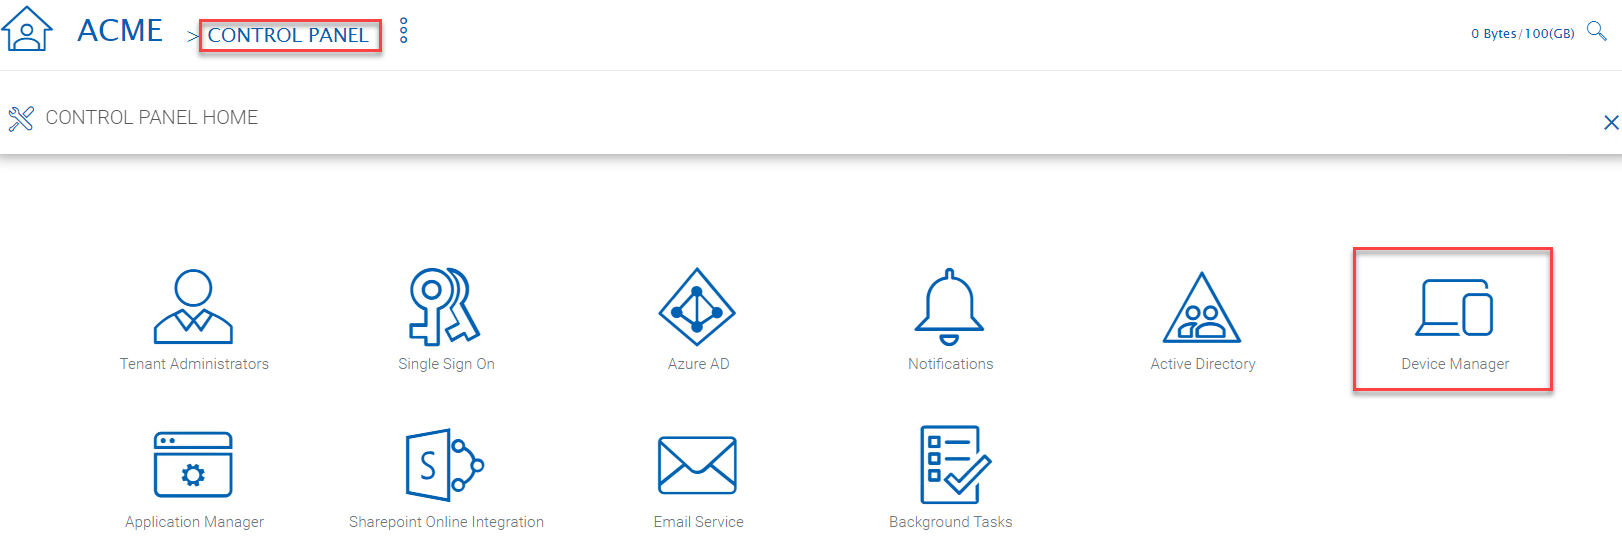 ACME > CONTROL PANEL 0 Bytes/100(GB)
CONTROL PANEL HOME
Tenant Administrators Single Sign On Azure AD Notifications Active Directory Device Manager
S
Application Manager Sharepoint Online Integration Email Service Background Tasks